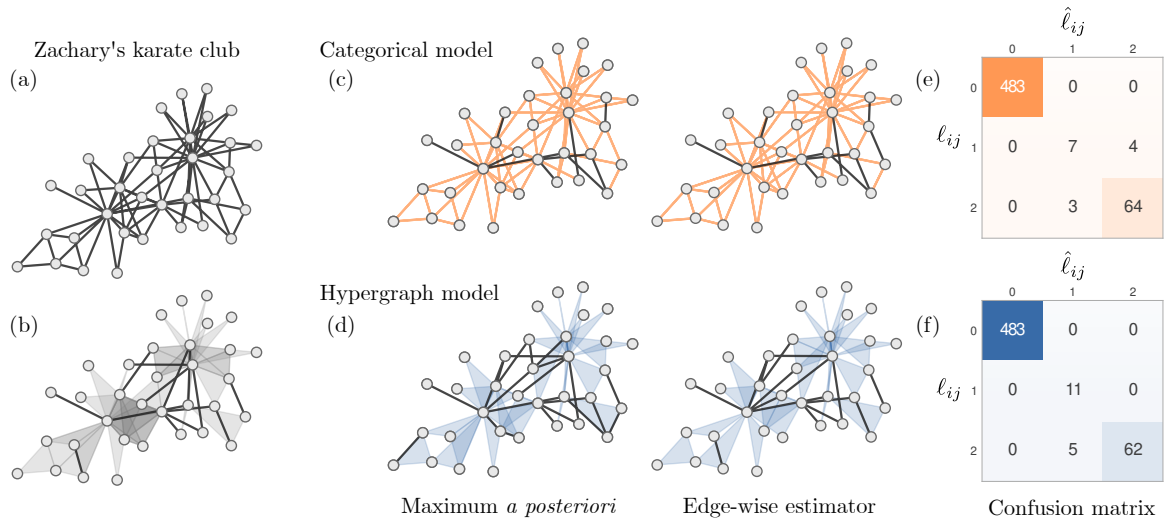 Zachary's karate club
(a)
(b)
Categorical model
(c)
Hypergraph model
(d)
Maximum a posteriori
Edge-wise estimator
(e)
ℓ̂ij
0 1 2
ℓij
0 483 0 0
1 0 7 4
2 0 3 64
(f)
ℓ̂ij
0 1 2
ℓij
0 483 0 0
1 0 11 0
2 0 5 62
Confusion matrix